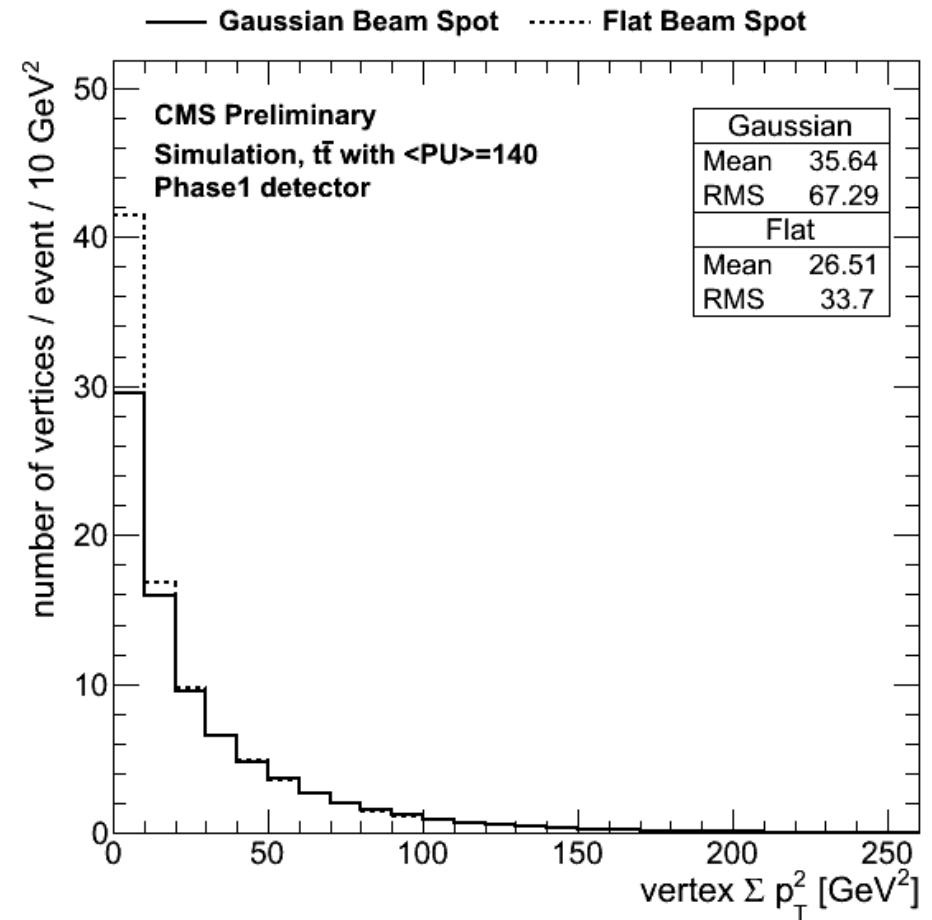 Gaussian Beam Spot Flat Beam Spot
number of vertices / event / 10 GeV²
50
40
30
20
10
0
CMS Preliminary
Simulation, tt̄ with <PU>=140
Phase1 detector
Gaussian
Mean 35.64
RMS 67.29
Flat
Mean 26.51
RMS 33.7
0 50 100 150 200 250
vertex Σ p_T² [GeV²]